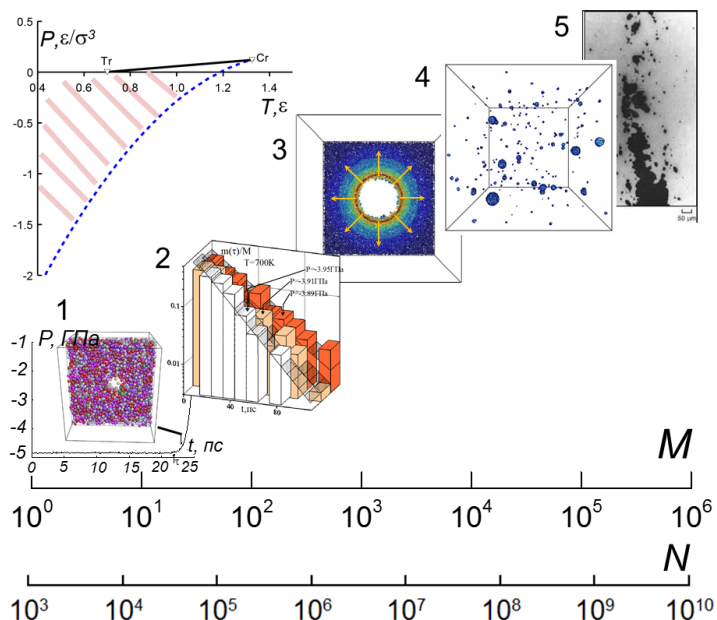 0.5
P,ε/σ³
Tr
Cr
0
0.4
0.6
0.8
1.0
1.2
1.4
T,ε
-0.5
-1
-1.5
-2
5
50 µm
4
3
2
m(τ)/M
T=700K
P=-3.95ГПа
P=-3.91ГПа
P=-3.89ГПа
0.1
0.01
0
40
80
t,пс
1
P, ГПа
-1
-2
-3
-4
-5
t, пс
τ
0 5 10 15 20 25
M
10⁰ 10¹ 10² 10³ 10⁴ 10⁵ 10⁶
N
10³ 10⁴ 10⁵ 10⁶ 10⁷ 10⁸ 10⁹ 10¹⁰